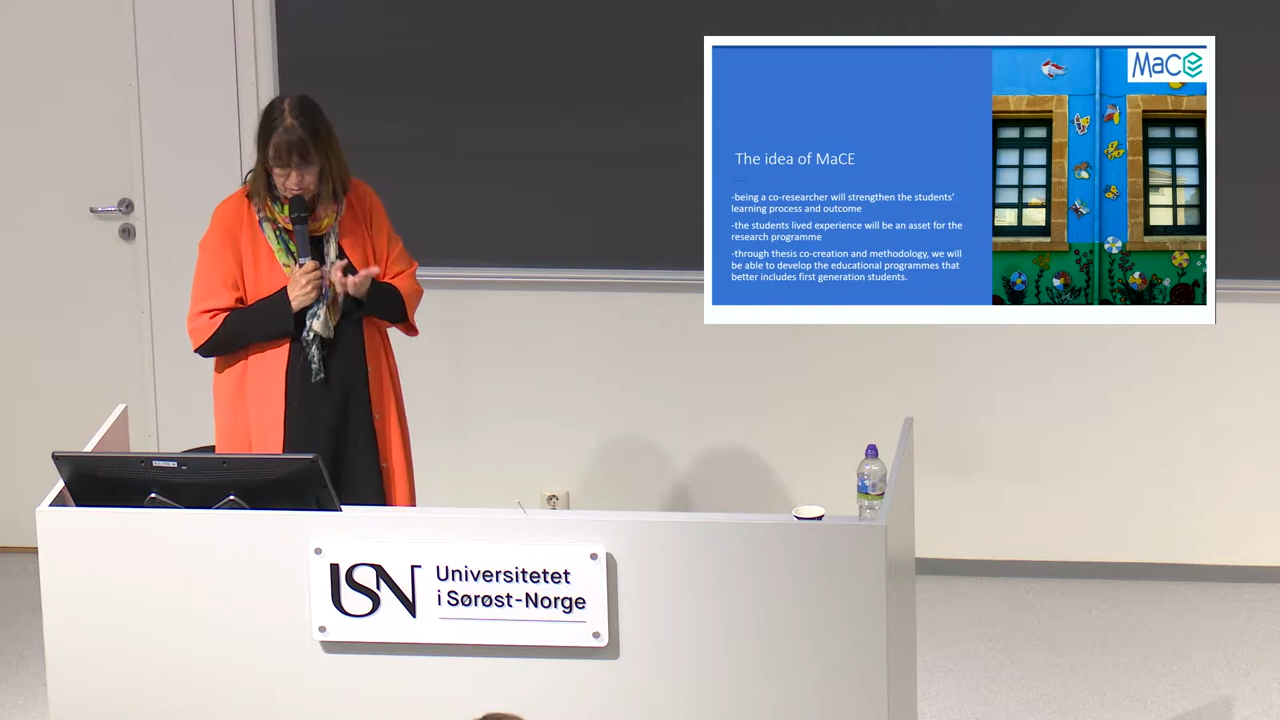 MaCE
The idea of MaCE
-being a co-researcher will strengthen the students'
learning process and outcome
-the students lived experience will be an asset for the
research programme
-through thesis co-creation and methodology, we will
be able to develop the educational programmes that
better includes first generation students.
USN
Universitetet
i Sørøst-Norge